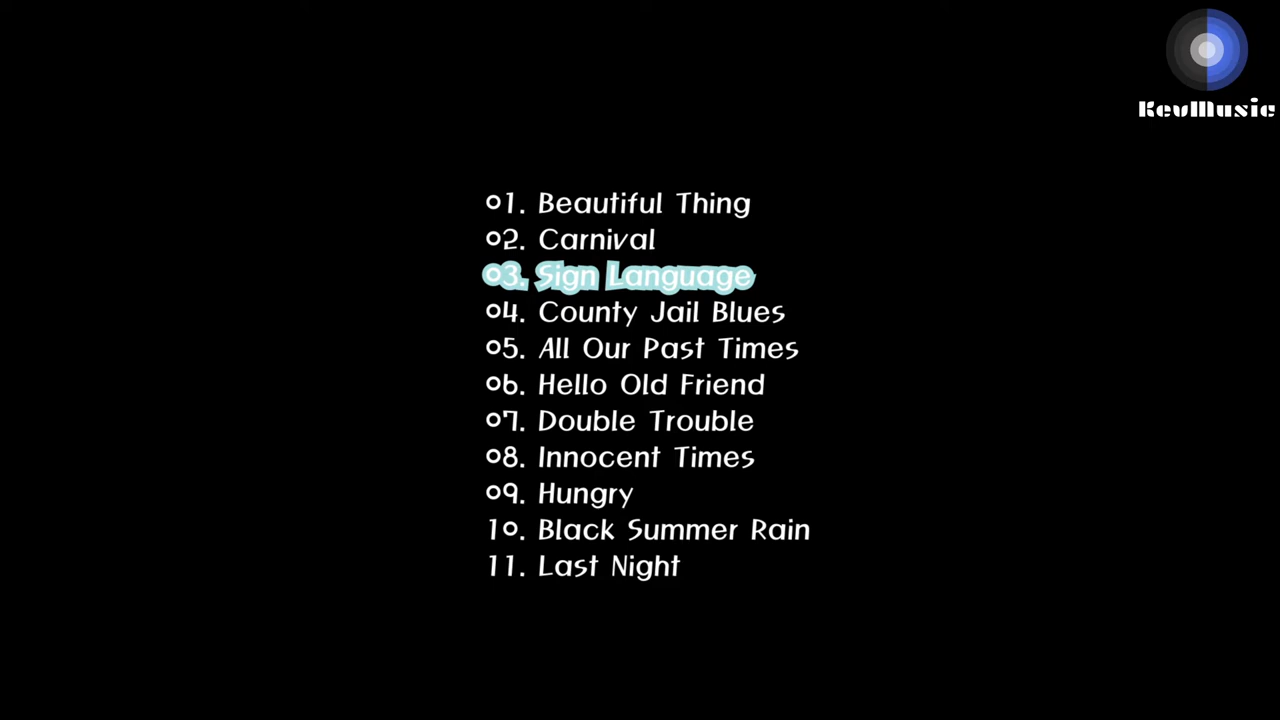 KevMusic
01. Beautiful Thing
02. Carnival
03. Sign Language
04. County Jail Blues
05. All Our Past Times
06. Hello Old Friend
07. Double Trouble
08. Innocent Times
09. Hungry
10. Black Summer Rain
11. Last Night